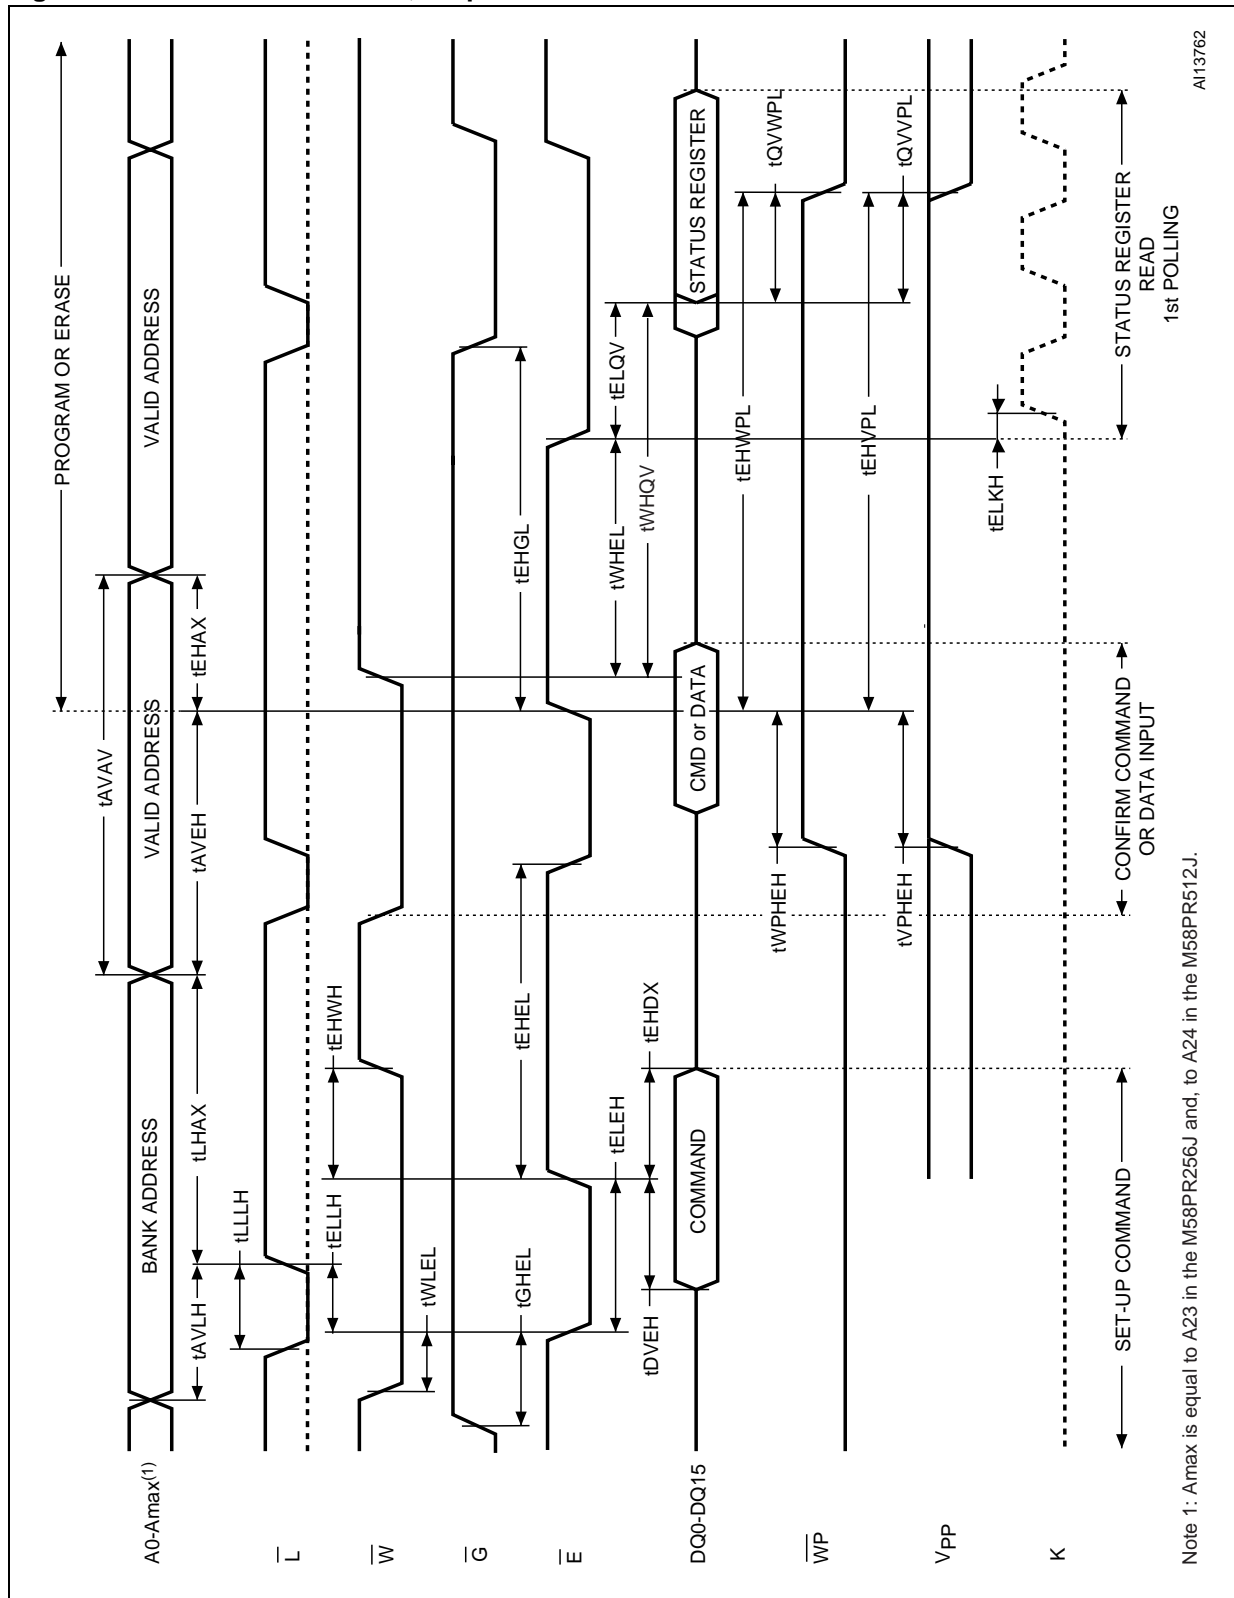 PROGRAM OR ERASE
A0-Amax(1)
BANK ADDRESS
VALID ADDRESS
VALID ADDRESS
tAVAV
tAVLH
tLHAX
tAVEH
tEHAX
tLLLH
L
tELLH
tEHWH
W
tWLEL
G
tGHEL
tEHEL
tEHGL
E
tELEH
tWHEL
tELQV
tDVEH
tEHDX
tWHQV
DQ0-DQ15
COMMAND
CMD or DATA
STATUS REGISTER
tWPHEH
tEHWPL
tQVWPL
WP
tVPHEH
tEHVPL
tQVVPL
VPP
tELKH
K
SET-UP COMMAND
CONFIRM COMMAND
OR DATA INPUT
STATUS REGISTER
READ
1st POLLING
Note 1: Amax is equal to A23 in the M58PR256J and, to A24 in the M58PR512J.
AI13762